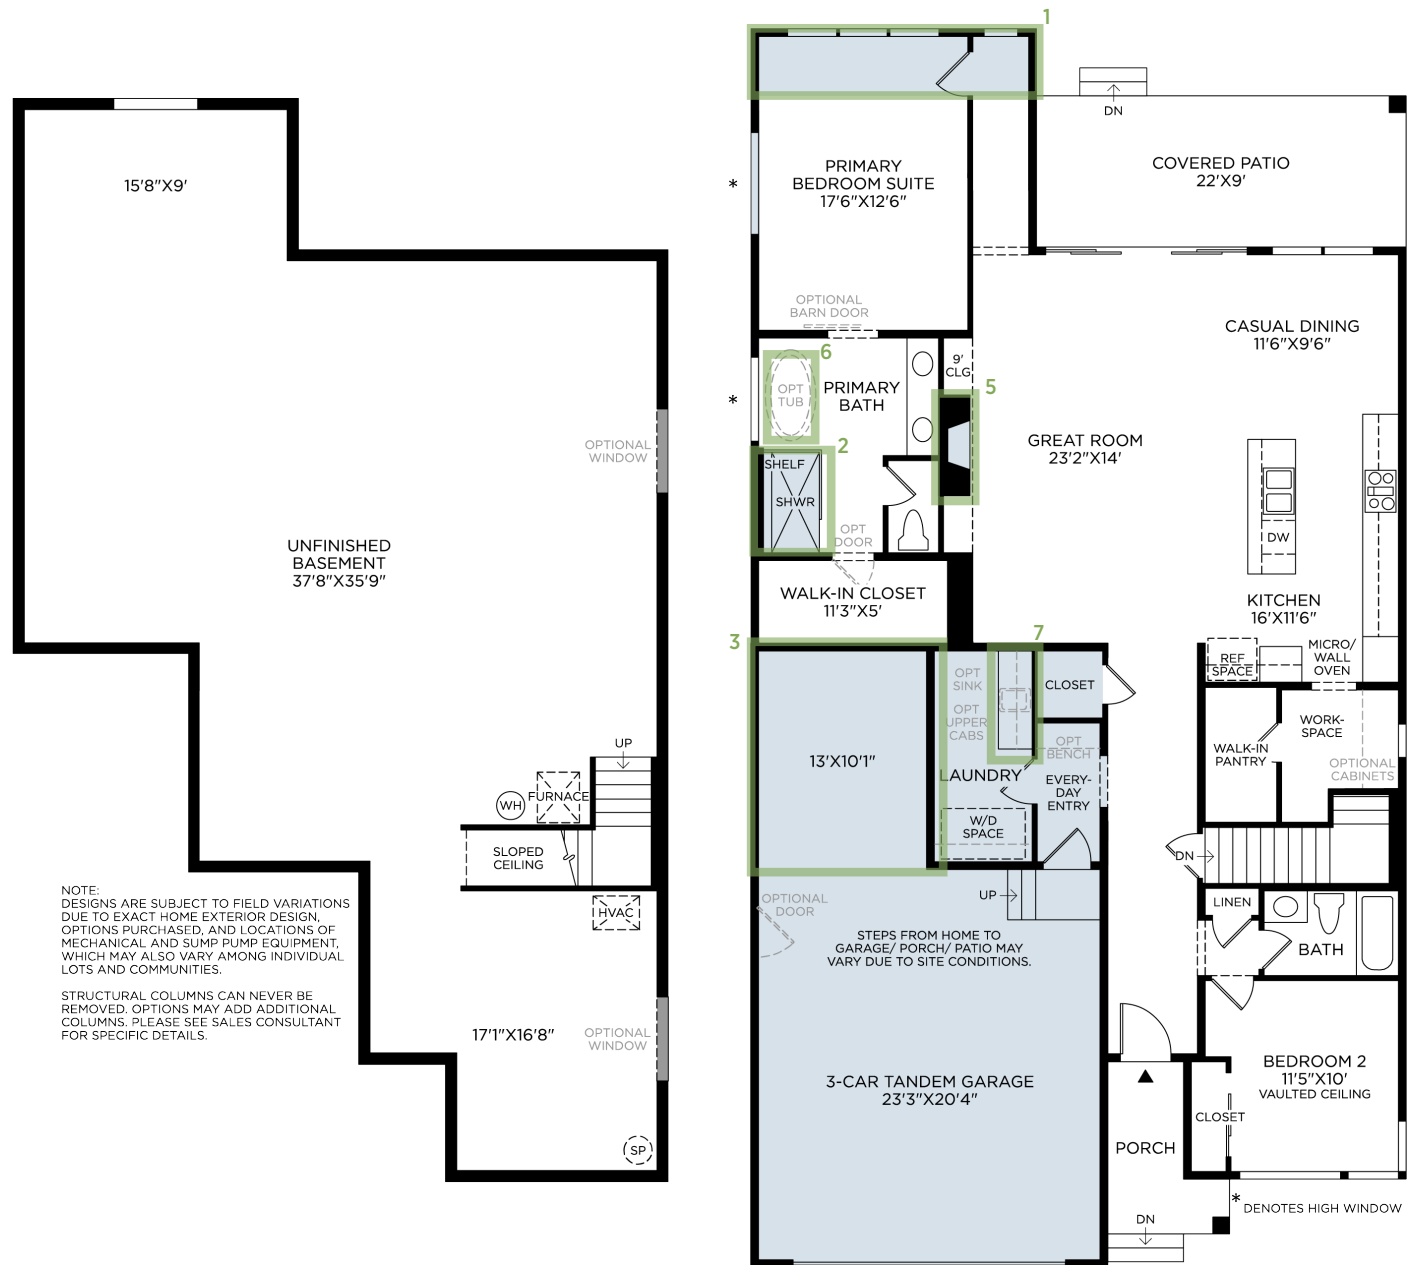 15'8"X9'
OPTIONAL
WINDOW
UNFINISHED
BASEMENT
37'8"X35'9"
UP
WH
FURNACE
SLOPED
CEILING
HVAC
NOTE:
DESIGNS ARE SUBJECT TO FIELD VARIATIONS
DUE TO EXACT HOME EXTERIOR DESIGN,
OPTIONS PURCHASED, AND LOCATIONS OF
MECHANICAL AND SUMP PUMP EQUIPMENT,
WHICH MAY ALSO VARY AMONG INDIVIDUAL
LOTS AND COMMUNITIES.
STRUCTURAL COLUMNS CAN NEVER BE
REMOVED. OPTIONS MAY ADD ADDITIONAL
COLUMNS. PLEASE SEE SALES CONSULTANT
FOR SPECIFIC DETAILS.
17'1"X16'8"
OPTIONAL
WINDOW
SP
1
DN
COVERED PATIO
22'X9'
PRIMARY
BEDROOM SUITE
17'6"X12'6"
*
OPTIONAL
BARN DOOR
CASUAL DINING
11'6"X9'6"
6
9'
CLG
OPT
TUB
PRIMARY
BATH
*
5
GREAT ROOM
23'2"X14'
2
SHELF
SHWR
OPT
DOOR
DW
WALK-IN CLOSET
11'3"X5'
KITCHEN
16'X11'6"
3
7
REF
SPACE
MICRO/
WALL
OVEN
OPT
SINK
OPT
UPPER
CABS
CLOSET
13'X10'1"
OPT
BENCH
LAUNDRY
EVERY-
DAY
ENTRY
W/D
SPACE
WALK-IN
PANTRY
WORK-
SPACE
OPTIONAL
CABINETS
DN
UP
OPTIONAL
DOOR
LINEN
BATH
STEPS FROM HOME TO
GARAGE/ PORCH/ PATIO MAY
VARY DUE TO SITE CONDITIONS.
3-CAR TANDEM GARAGE
23'3"X20'4"
BEDROOM 2
11'5"X10'
VAULTED CEILING
CLOSET
PORCH
DN
* DENOTES HIGH WINDOW